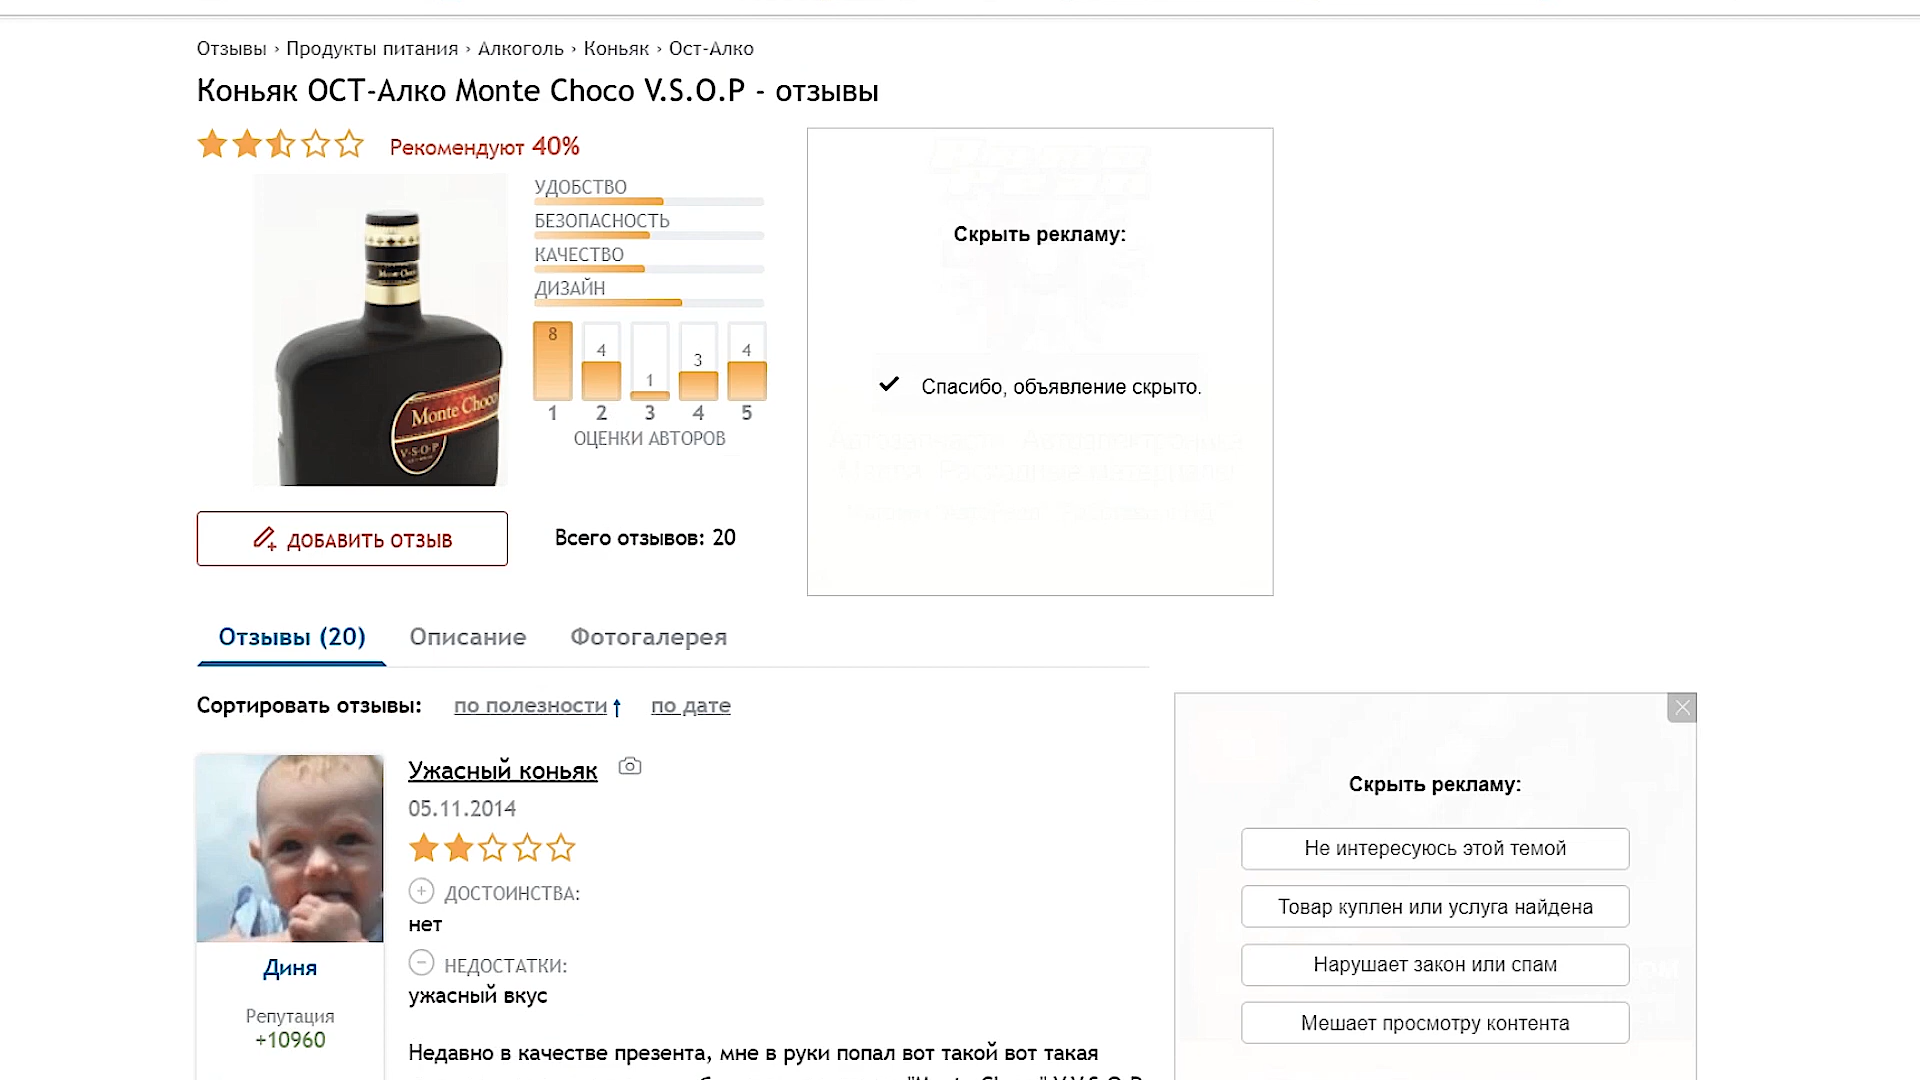 Отзывы › Продукты питания › Алкоголь › Коньяк › Ост-Алко
Коньяк ОСТ-Алко Monte Choco V.S.O.P - отзывы
Рекомендуют 40%
УДОБСТВО
БЕЗОПАСНОСТЬ
КАЧЕСТВО
ДИЗАЙН
8 4 1 3 4
1 2 3 4 5
ОЦЕНКИ АВТОРОВ
Monte Choco
Monte Choco
V·S·O·P
Скрыть рекламу:
Спасибо, объявление скрыто.
ДОБАВИТЬ ОТЗЫВ
Всего отзывов: 20
Отзывы (20) Описание Фотогалерея
Сортировать отзывы: по полезности↑ по дате
Ужасный коньяк
05.11.2014
ДОСТОИНСТВА:
нет
НЕДОСТАТКИ:
ужасный вкус
Недавно в качестве презента, мне в руки попал вот такой вот такая
Диня
Репутация
+10960
Скрыть рекламу:
Не интересуюсь этой темой
Товар куплен или услуга найдена
Нарушает закон или спам
Мешает просмотру контента